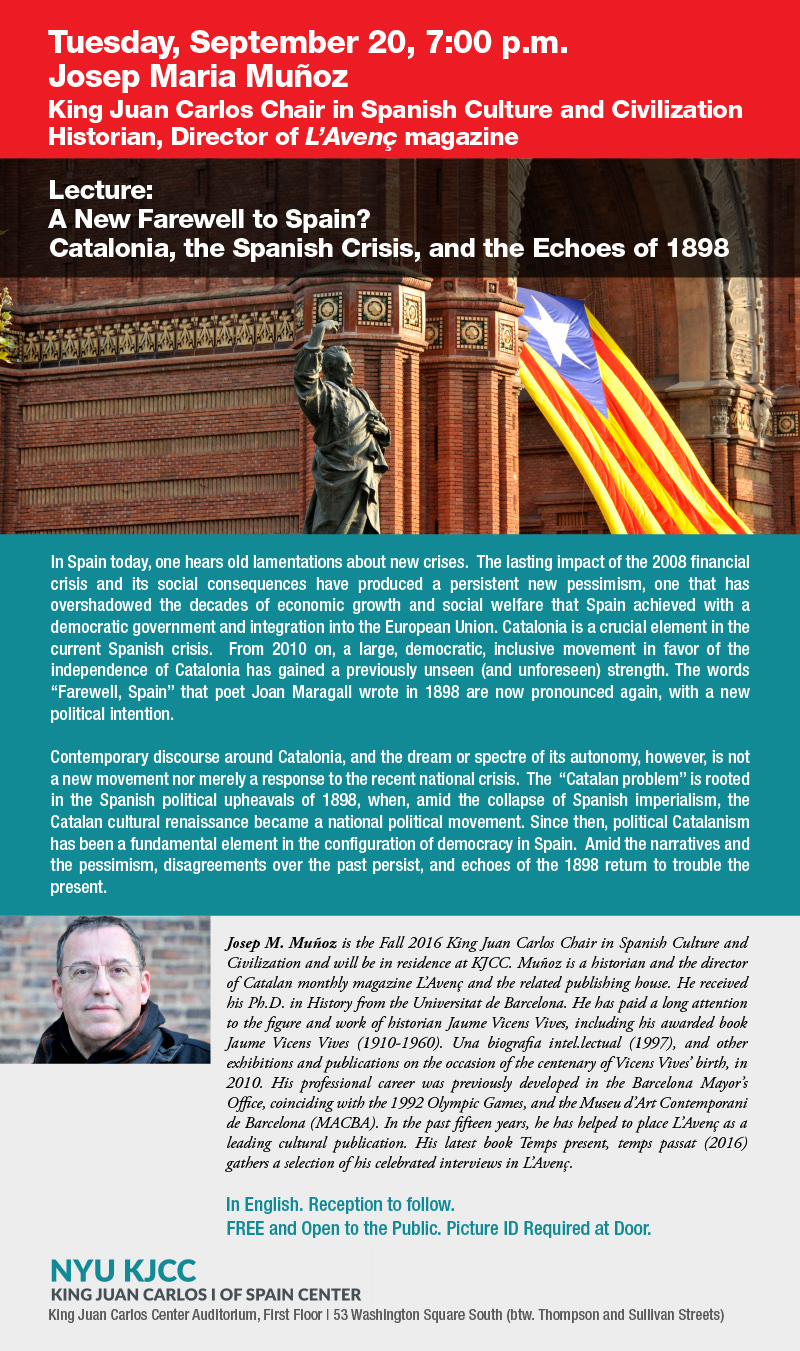 Tuesday, September 20, 7:00 p.m.
Josep Maria Muñoz
King Juan Carlos Chair in Spanish Culture and Civilization
Historian, Director of L’Avenç magazine
Lecture:
A New Farewell to Spain?
Catalonia, the Spanish Crisis, and the Echoes of 1898
In Spain today, one hears old lamentations about new crises.  The lasting impact of the 2008 financial
crisis and its social consequences have produced a persistent new pessimism, one that has
overshadowed the decades of economic growth and social welfare that Spain achieved with a
democratic government and integration into the European Union. Catalonia is a crucial element in the
current Spanish crisis.  From 2010 on, a large, democratic, inclusive movement in favor of the
independence of Catalonia has gained a previously unseen (and unforeseen) strength. The words
“Farewell, Spain” that poet Joan Maragall wrote in 1898 are now pronounced again, with a new
political intention.
Contemporary discourse around Catalonia, and the dream or spectre of its autonomy, however, is not
a new movement nor merely a response to the recent national crisis.  The  “Catalan problem” is rooted
in the Spanish political upheavals of 1898, when, amid the collapse of Spanish imperialism, the
Catalan cultural renaissance became a national political movement. Since then, political Catalanism
has been a fundamental element in the configuration of democracy in Spain.  Amid the narratives and
the pessimism, disagreements over the past persist, and echoes of the 1898 return to trouble the
present.
Josep M. Muñoz is the Fall 2016 King Juan Carlos Chair in Spanish Culture and
Civilization and will be in residence at KJCC. Muñoz is a historian and the director
of Catalan monthly magazine L’Avenç and the related publishing house. He received
his Ph.D. in History from the Universitat de Barcelona. He has paid a long attention
to the figure and work of historian Jaume Vicens Vives, including his awarded book
Jaume Vicens Vives (1910-1960). Una biografia intel.lectual (1997), and other
exhibitions and publications on the occasion of the centenary of Vicens Vives’ birth, in
2010. His professional career was previously developed in the Barcelona Mayor’s
Office, coinciding with the 1992 Olympic Games, and the Museu d’Art Contemporani
de Barcelona (MACBA). In the past fifteen years, he has helped to place L’Avenç as a
leading cultural publication. His latest book Temps present, temps passat (2016)
gathers a selection of his celebrated interviews in L’Avenç.
In English. Reception to follow.
FREE and Open to the Public. Picture ID Required at Door.
NYU KJCC
KING JUAN CARLOS I OF SPAIN CENTER
King Juan Carlos Center Auditorium, First Floor | 53 Washington Square South (btw. Thompson and Sullivan Streets)